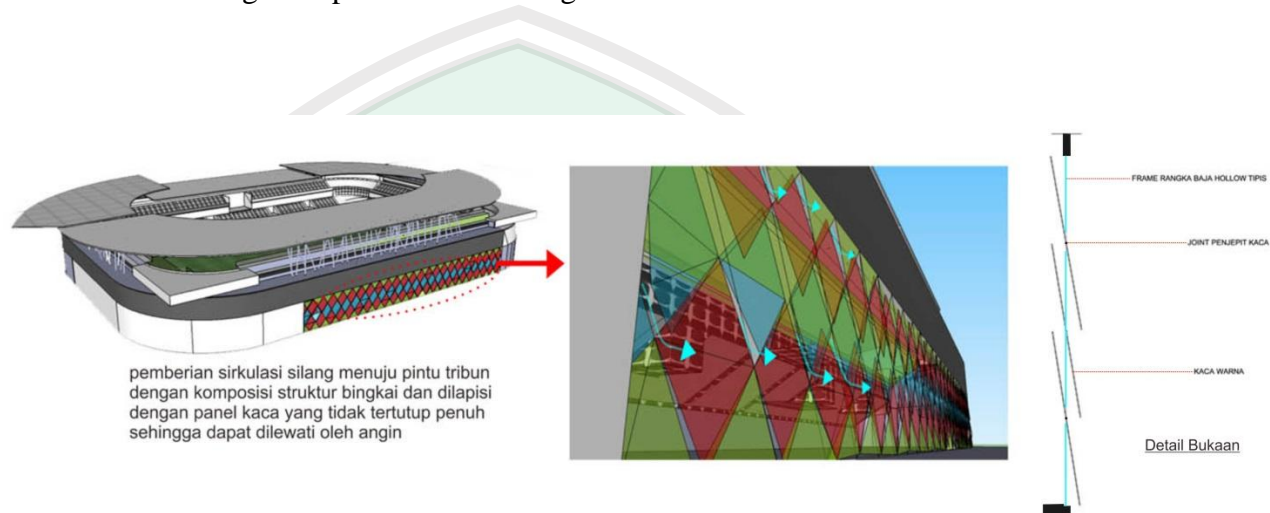 pemberian sirkulasi silang menuju pintu tribun
dengan komposisi struktur bingkai dan dilapisi
dengan panel kaca yang tidak tertutup penuh
sehingga dapat dilewati oleh angin
FRAME RANGKA BAJA HOLLOW TIPIS
JOINT PENJEPIT KACA
KACA WARNA
Detail Bukaan